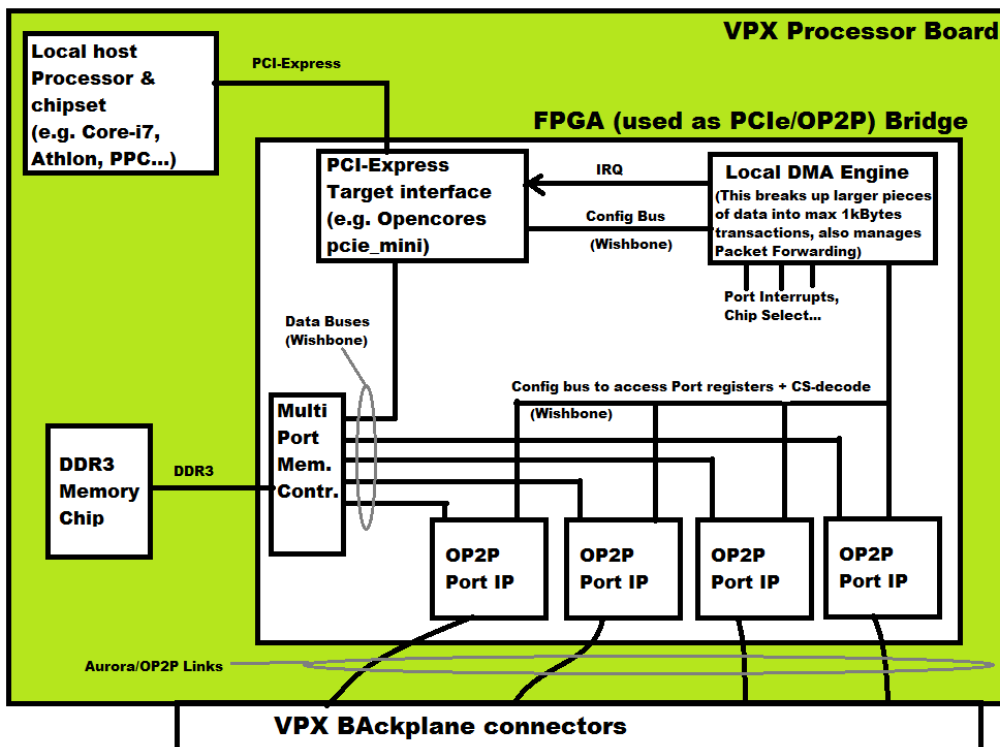 VPX Processor Board
Local host
Processor &
chipset
(e.g. Core-i7,
Athlon, PPC...)
PCI-Express
FPGA (used as PCIe/OP2P) Bridge
PCI-Express
Target interface
(e.g. Opencores
pcie_mini)
IRQ
Config Bus
(Wishbone)
Local DMA Engine
(This breaks up larger pieces
of data into max 1kBytes
transactions, also manages
Packet Forwarding)
Port Interrupts,
Chip Select...
Data Buses
(Wishbone)
Config bus to access Port registers + CS-decode
(Wishbone)
Multi
Port
Mem.
Contr.
DDR3
Memory
Chip
DDR3
OP2P
Port IP
OP2P
Port IP
OP2P
Port IP
OP2P
Port IP
Aurora/OP2P Links
VPX BAckplane connectors